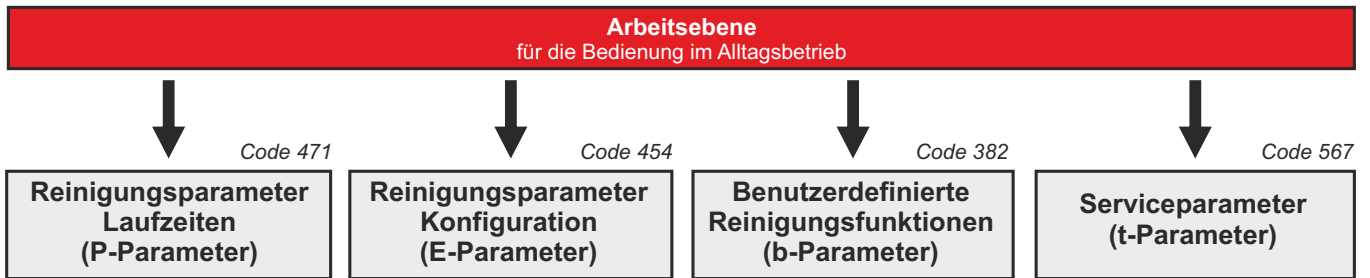 Arbeitsebene
für die Bedienung im Alltagsbetrieb
Code 471
Reinigungsparameter
Laufzeiten
(P-Parameter)
Code 454
Reinigungsparameter
Konfiguration
(E-Parameter)
Code 382
Benutzerdefinierte
Reinigungsfunktionen
(b-Parameter)
Code 567
Serviceparameter
(t-Parameter)